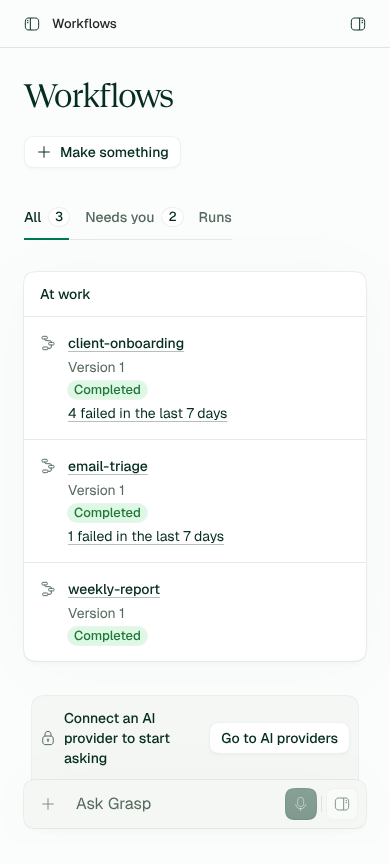 Workflows
Workflows
Make something
All 3 Needs you 2 Runs
At work
client-onboarding
Version 1
Completed
4 failed in the last 7 days
email-triage
Version 1
Completed
1 failed in the last 7 days
weekly-report
Version 1
Completed
Connect an AI
provider to start
asking
Go to AI providers
Ask Grasp